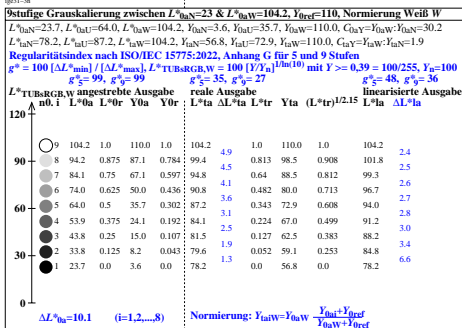 9stufige Grauskalierung zwischen L*0aN=23 & L*0aW=104.2, Y0ref=110, Normierung Weiß W
L*0aN=23.7, L*0aU=64.0, L*0aW=104.2, Y0aN=3.6, Y0aU=35.7, Y0aW=110.0, C0aY=Y0aW:Y0aN=30.2
L*taN=78.2, L*taU=87.2, L*taW=104.2, YtaN=56.8, YtaU=72.9, YtaW=110.0, CtaY=YtaW:YtaN=1.9
Regularitätsindex nach ISO/IEC 15775:2022, Anhang G für 5 und 9 Stufen
g* = 100 [ΔL*min] / [ΔL*max], L*TUBsRGB,W = 100 [Y/Yn]^1/ln(10) mit Y >= 0,39 = 100/255, Yn=100
g*5= 99, g*9= 99 g*5= 35, g*9= 27 g*5= 48, g*9= 36
L*TUBsRGB,W angestrebte Ausgabe reale Ausgabe linearisierte Ausgabe
n0. i L*0a L*0r Y0a Y0r L*ta ΔL*ta L*tr Yta (L*tr)1/2.15 L*la ΔL*la
120
9 104.2 1.0 110.0 1.0 104.2 1.0 110.0 1.0 104.2
4.9 2.4
8 94.2 0.875 87.1 0.784 99.4 0.813 98.5 0.908 101.8
4.5 2.5
7 84.1 0.75 67.1 0.597 94.8 0.64 88.5 0.812 99.3
4.1 2.6
6 74.0 0.625 50.0 0.436 90.8 0.482 80.0 0.713 96.7
3.6 2.7
60
5 64.0 0.5 35.7 0.302 87.2 0.343 72.9 0.608 94.0
3.1 2.8
4 53.9 0.375 24.1 0.192 84.1 0.224 67.0 0.499 91.2
2.5 3.0
3 43.8 0.25 15.0 0.107 81.5 0.127 62.5 0.383 88.2
1.9 3.4
2 33.8 0.125 8.2 0.043 79.6 0.052 59.1 0.253 84.8
1.3 6.6
1 23.7 0.0 3.6 0.0 78.2 0.0 56.8 0.0 78.2
0
ΔL*0a=10.1 (i=1,2,...,8) Normierung: YtaiW=Y0aW (Y0ai+Y0ref)/(Y0aW+Y0ref)